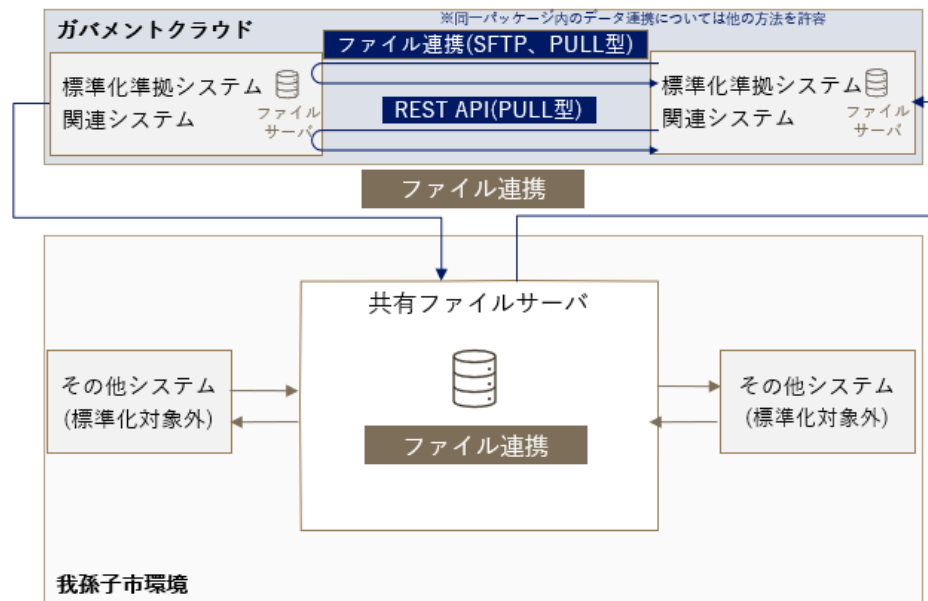 ※同一パッケージ内のデータ連携については他の方法を許容
ガバメントクラウド
ファイル連携(SFTP、PULL型)
標準化準拠システム
関連システム
ファイル
サーバ
REST API(PULL型)
標準化準拠システム
関連システム
ファイル
サーバ
ファイル連携
共有ファイルサーバ
その他システム
(標準化対象外)
ファイル連携
その他システム
(標準化対象外)
我孫子市環境